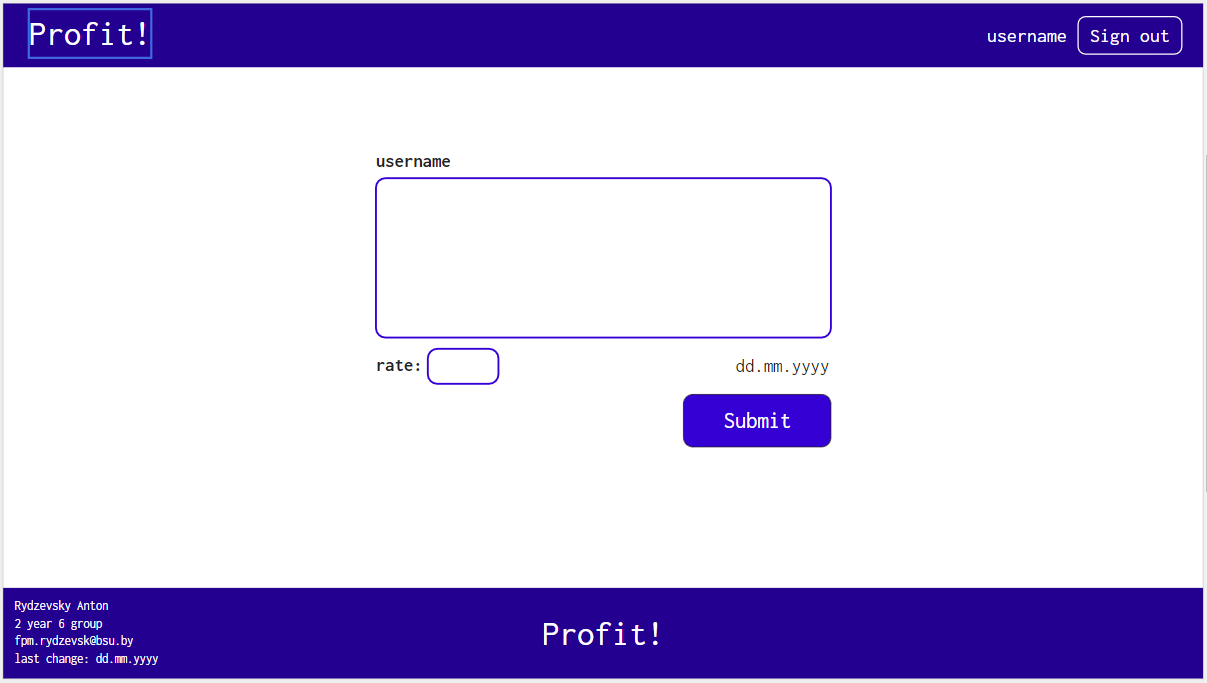 Profit!
username
Sign out
username
rate:
dd.mm.yyyy
Submit
Rydzevsky Anton
2 year 6 group
fpm.rydzevsk@bsu.by
last change: dd.mm.yyyy
Profit!